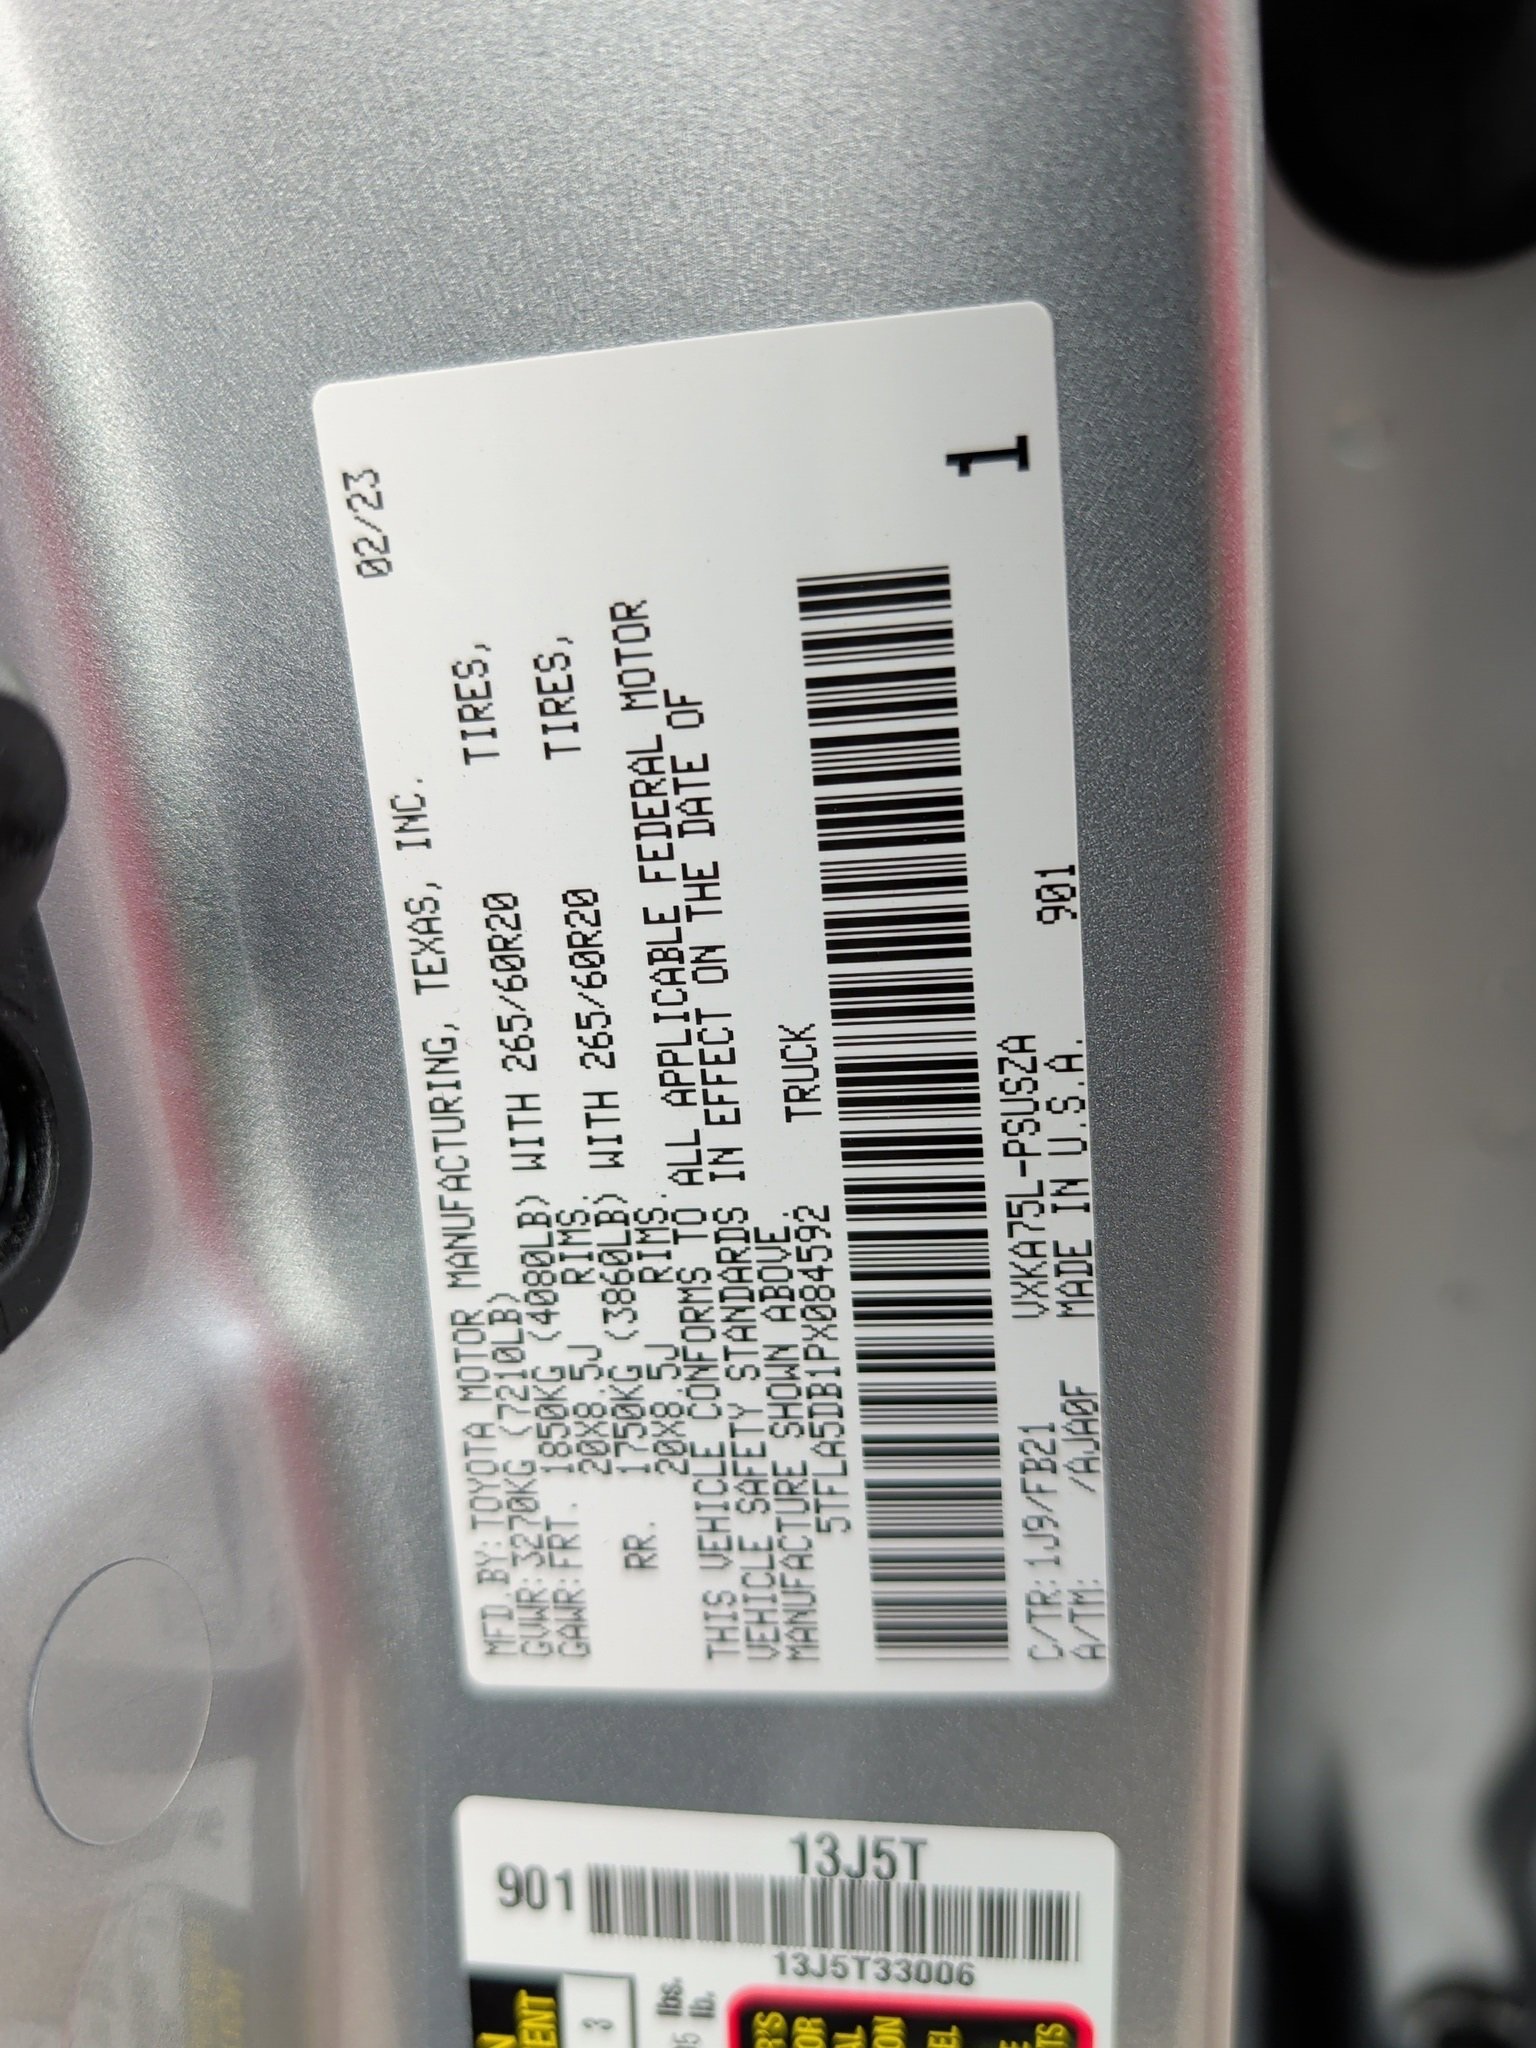 02/23
MFD.BY:TOYOTA MOTOR MANUFACTURING, TEXAS, INC.
GVWR:3270KG(7210LB)
GAWR:FRT. 1850KG(4080LB) WITH 265/60R20 TIRES,
20X8.5J RIMS.
RR. 1750KG(3860LB) WITH 265/60R20 TIRES,
20X8.5J RIMS.
THIS VEHICLE CONFORMS TO ALL APPLICABLE FEDERAL MOTOR
VEHICLE SAFETY STANDARDS IN EFFECT ON THE DATE OF
MANUFACTURE SHOWN ABOVE.
5TFLA5DB1PX084592 TRUCK
C/TR:1J9/FB21 VXKA75L-PSUSZA 901
A/TM: /AJA0F MADE IN U.S.A.
1
901
13J5T
13J5T33006
3
lbs.
lb.